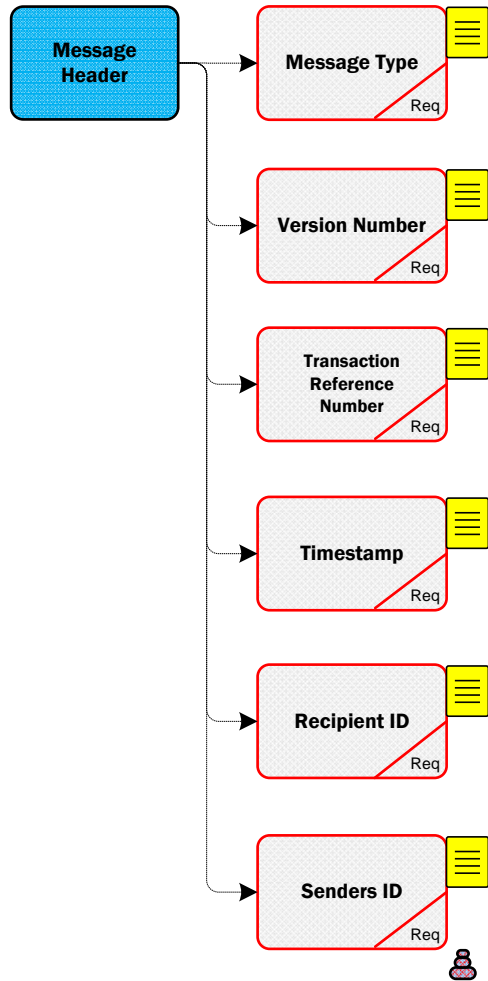 Message
Header
Message Type
Req
Version Number
Req
Transaction
Reference
Number
Req
Timestamp
Req
Recipient ID
Req
Senders ID
Req